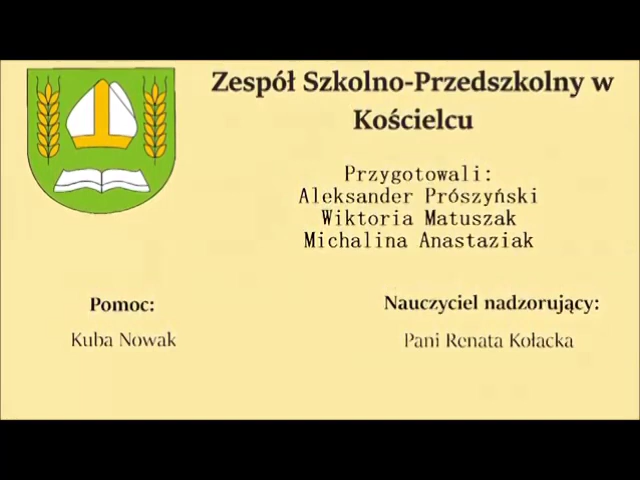 Zespół Szkolno-Przedszkolny w
Kościelcu
Przygotowali:
Aleksander Prószyński
Wiktoria Matuszak
Michalina Anastaziak
Pomoc:
Kuba Nowak
Nauczyciel nadzorujący:
Pani Renata Kołacka